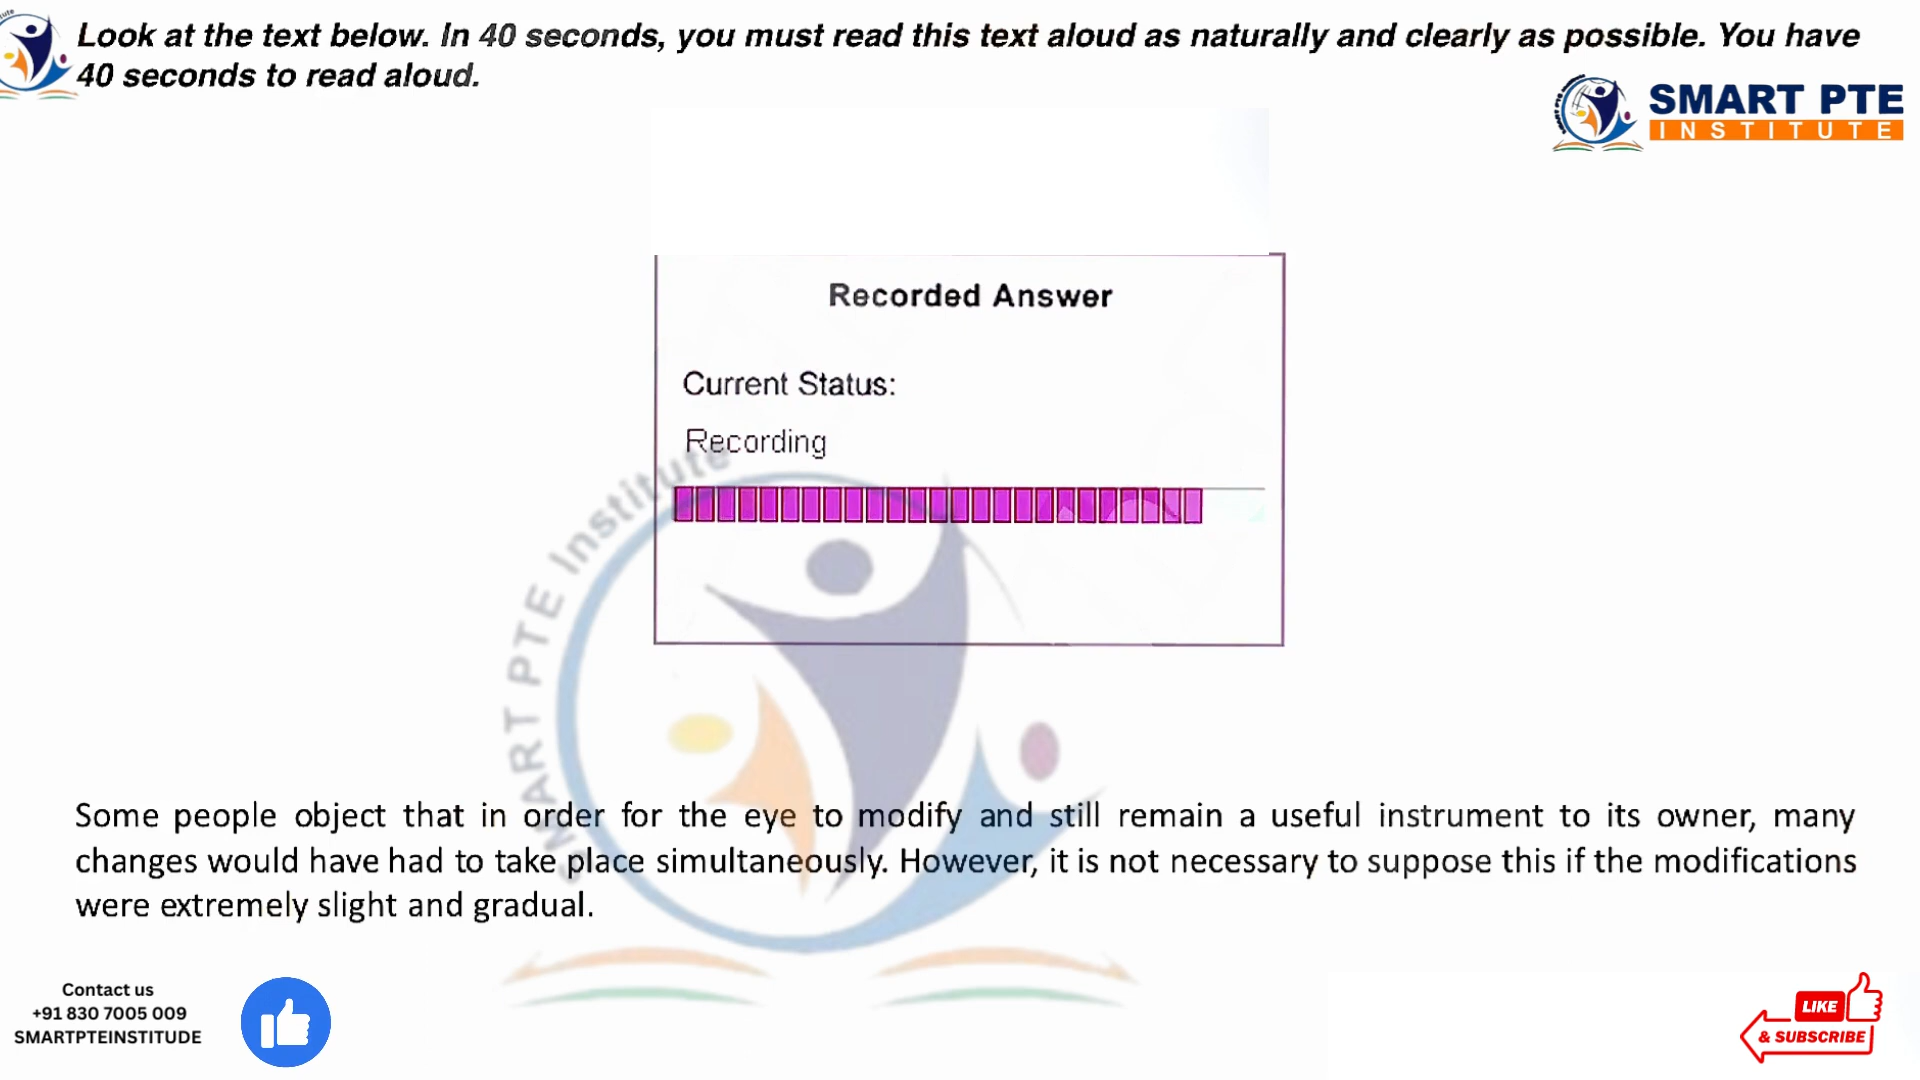 Look at the text below. In 40 seconds, you must read this text aloud as naturally and clearly as possible. You have
40 seconds to read aloud.
SMART PTE
INSTITUTE
Recorded Answer
Current Status:
Recording
SMART PTE Institute
Some people object that in order for the eye to modify and still remain a useful instrument to its owner, many
changes would have had to take place simultaneously. However, it is not necessary to suppose this if the modifications
were extremely slight and gradual.
Contact us
+91 830 7005 009
SMARTPTEINSTITUDE
LIKE
& SUBSCRIBE